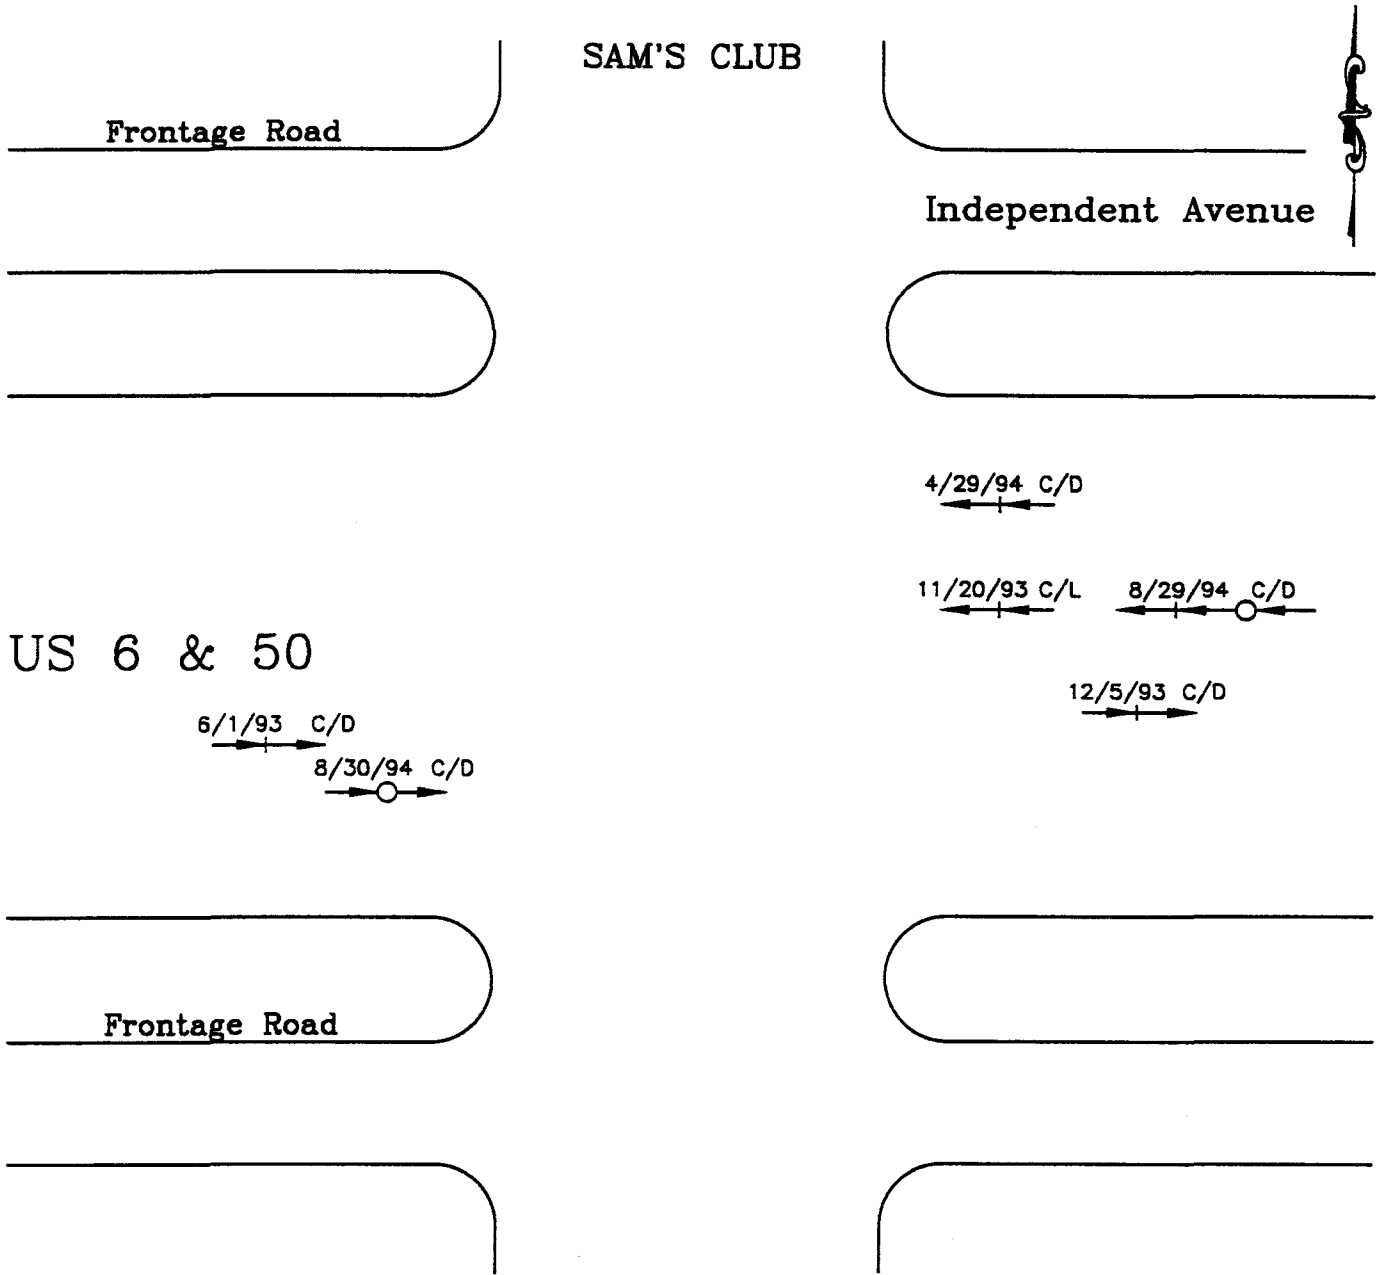 SAM'S CLUB
Frontage Road
Independent Avenue
4/29/94 C/D
11/20/93 C/L
8/29/94 C/D
US 6 & 50
12/5/93 C/D
6/1/93 C/D
8/30/94 C/D
Frontage Road